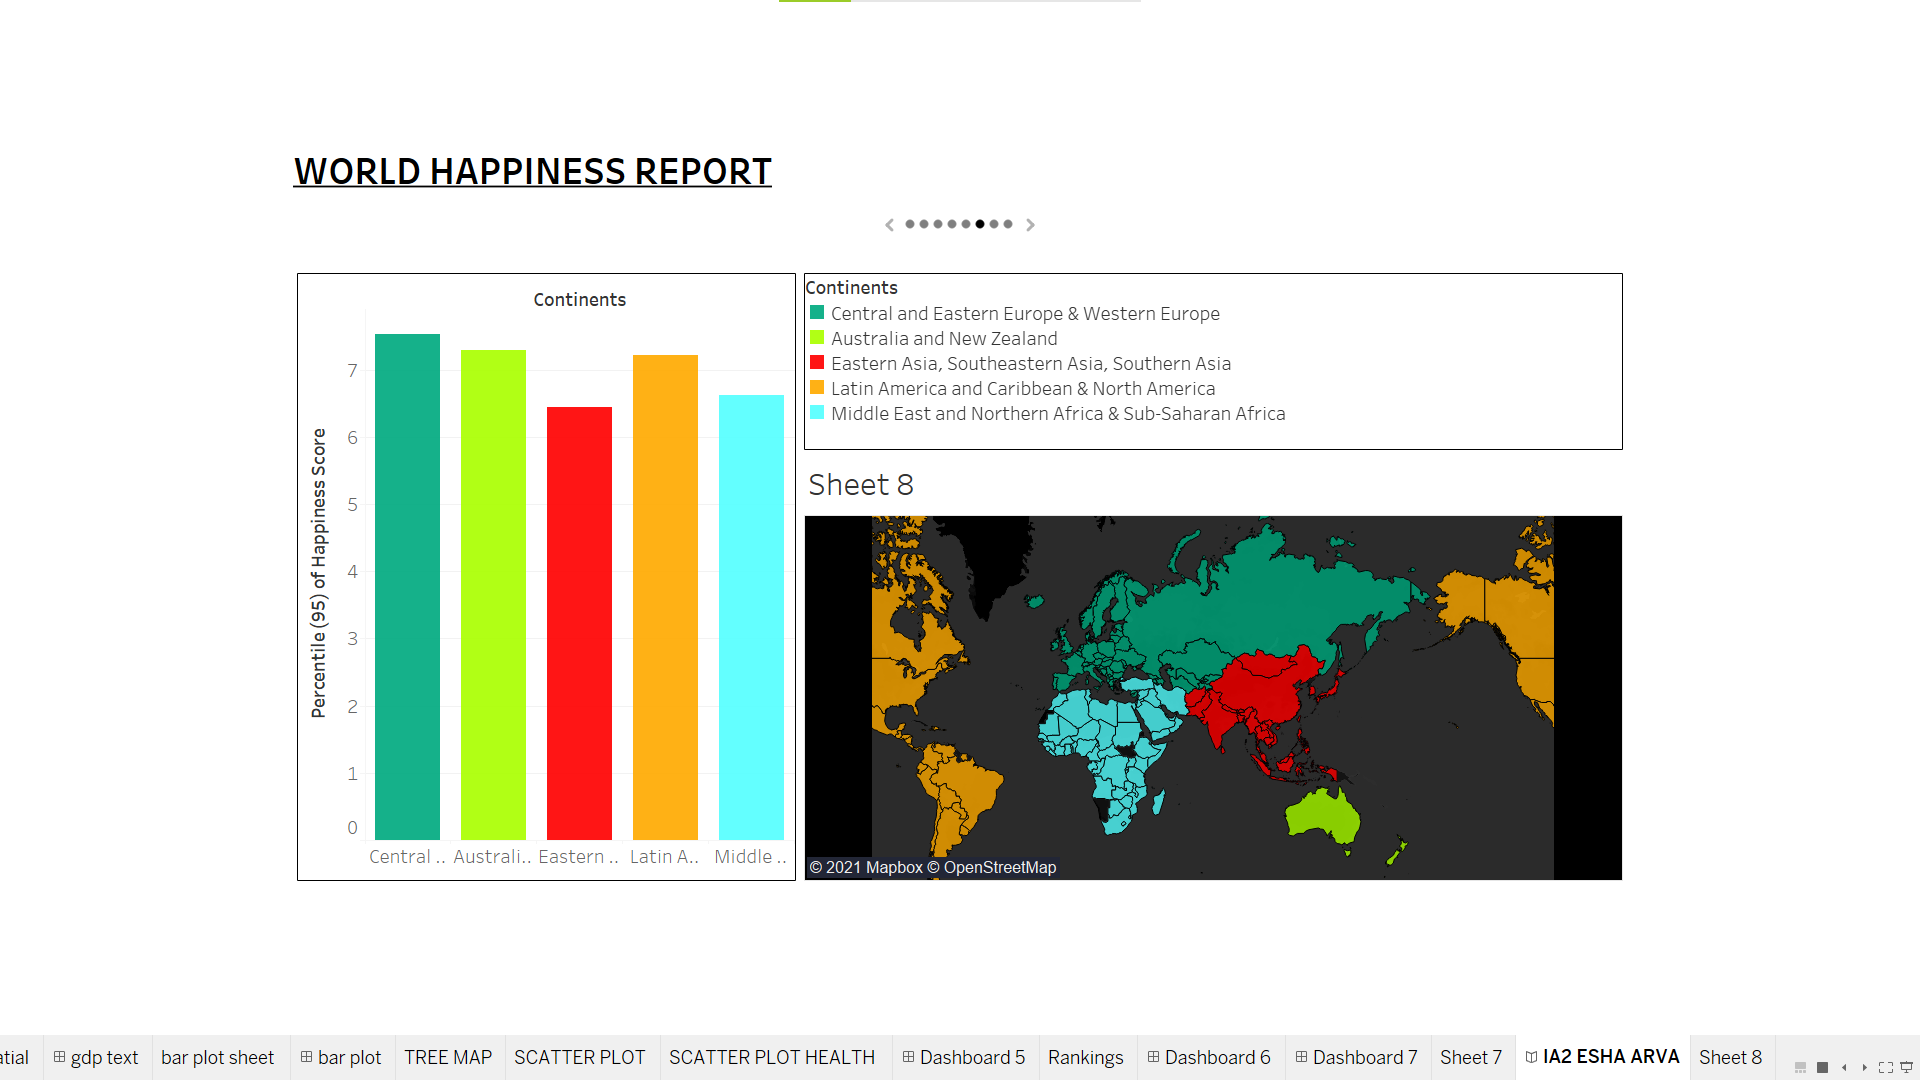 WORLD HAPPINESS REPORT
Continents
Percentile (95) of Happiness Score
7
6
5
4
3
2
1
0
Central ..
Australi..
Eastern ..
Latin A..
Middle ..
Continents
Central and Eastern Europe & Western Europe
Australia and New Zealand
Eastern Asia, Southeastern Asia, Southern Asia
Latin America and Caribbean & North America
Middle East and Northern Africa & Sub-Saharan Africa
Sheet 8
© 2021 Mapbox © OpenStreetMap
atial
gdp text
bar plot sheet
bar plot
TREE MAP
SCATTER PLOT
SCATTER PLOT HEALTH
Dashboard 5
Rankings
Dashboard 6
Dashboard 7
Sheet 7
IA2 ESHA ARVA
Sheet 8